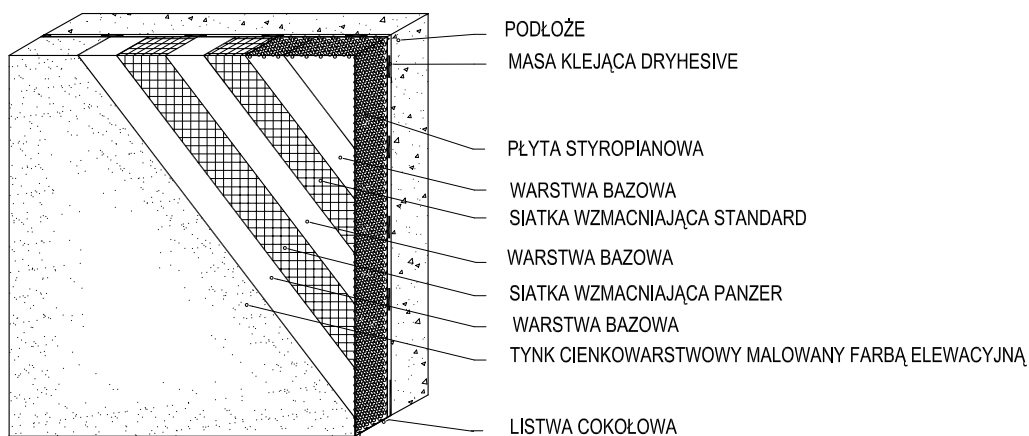 PODŁOŻE
MASA KLEJĄCA DRYHESIVE
PŁYTA STYROPIANOWA
WARSTWA BAZOWA
SIATKA WZMACNIAJĄCA STANDARD
WARSTWA BAZOWA
SIATKA WZMACNIAJĄCA PANZER
WARSTWA BAZOWA
TYNK CIENKOWARSTWOWY MALOWANY FARBĄ ELEWACYJNĄ
LISTWA COKOŁOWA